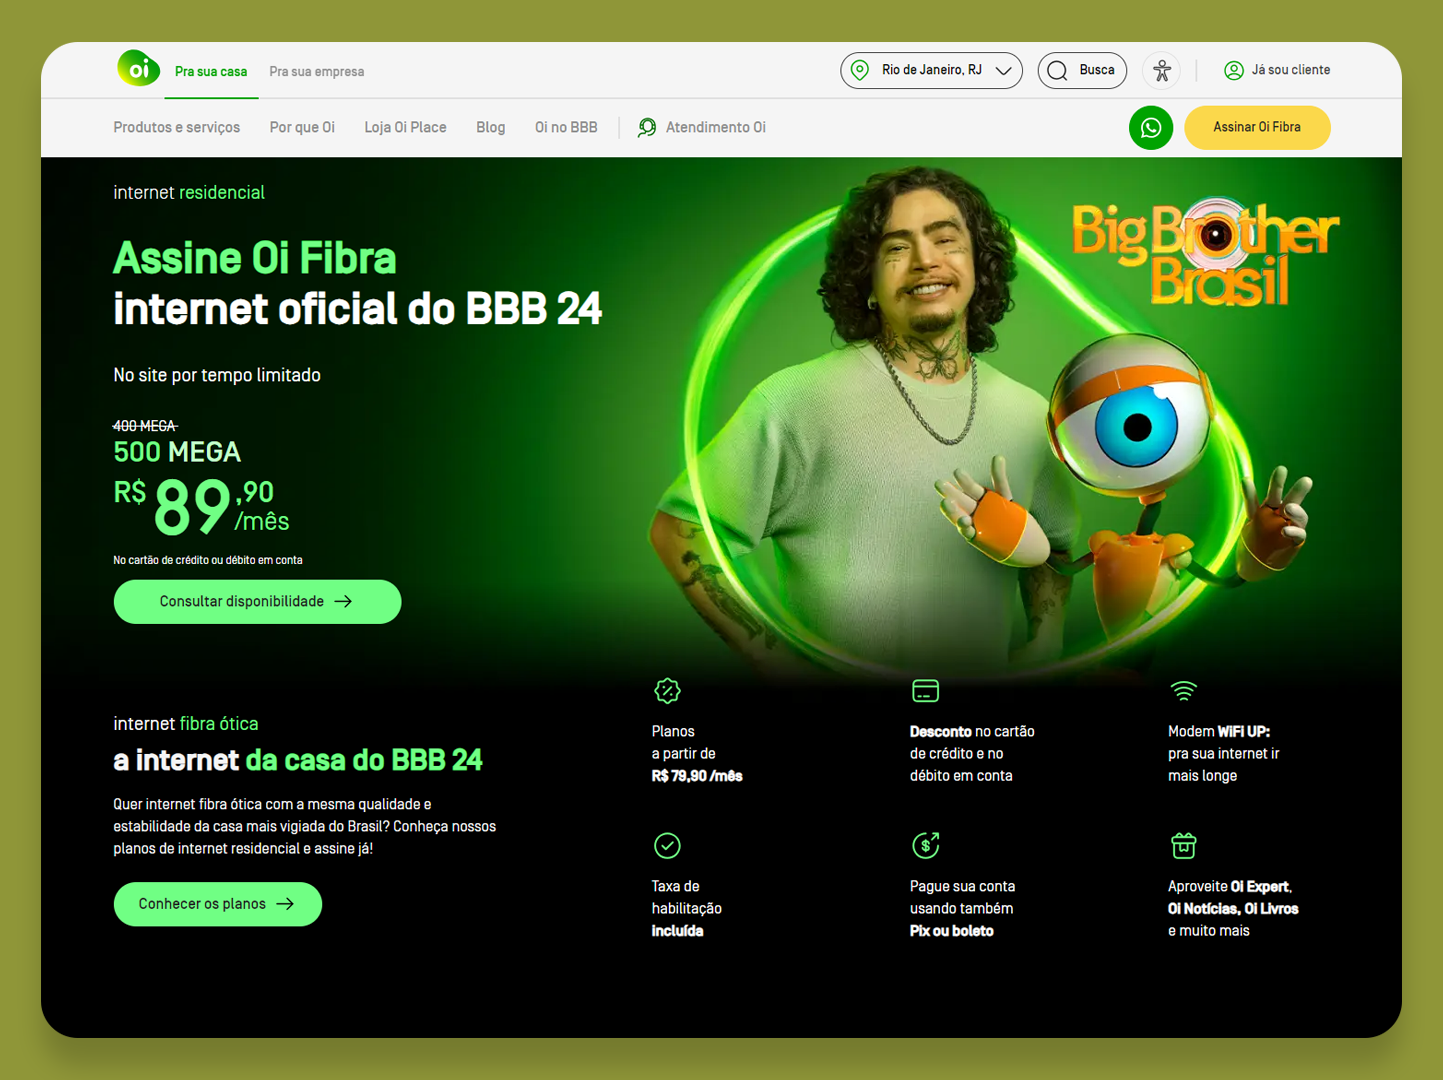 oi
Pra sua casa
Pra sua empresa
Rio de Janeiro, RJ
Busca
Já sou cliente
Produtos e serviços
Por que Oi
Loja Oi Place
Blog
Oi no BBB
Atendimento Oi
Assinar Oi Fibra
internet residencial
Assine Oi Fibra
internet oficial do BBB 24
No site por tempo limitado
400 MEGA
500 MEGA
R$ 89,90
/mês
No cartão de crédito ou débito em conta
Consultar disponibilidade
Big Brother
Brasil
internet fibra ótica
a internet da casa do BBB 24
Quer internet fibra ótica com a mesma qualidade e
estabilidade da casa mais vigiada do Brasil? Conheça nossos
planos de internet residencial e assine já!
Conhecer os planos
Planos
a partir de
R$ 79,90 /mês
Desconto no cartão
de crédito e no
débito em conta
Modem WiFi UP:
pra sua internet ir
mais longe
Taxa de
habilitação
incluída
Pague sua conta
usando também
Pix ou boleto
Aproveite Oi Expert,
Oi Notícias, Oi Livros
e muito mais